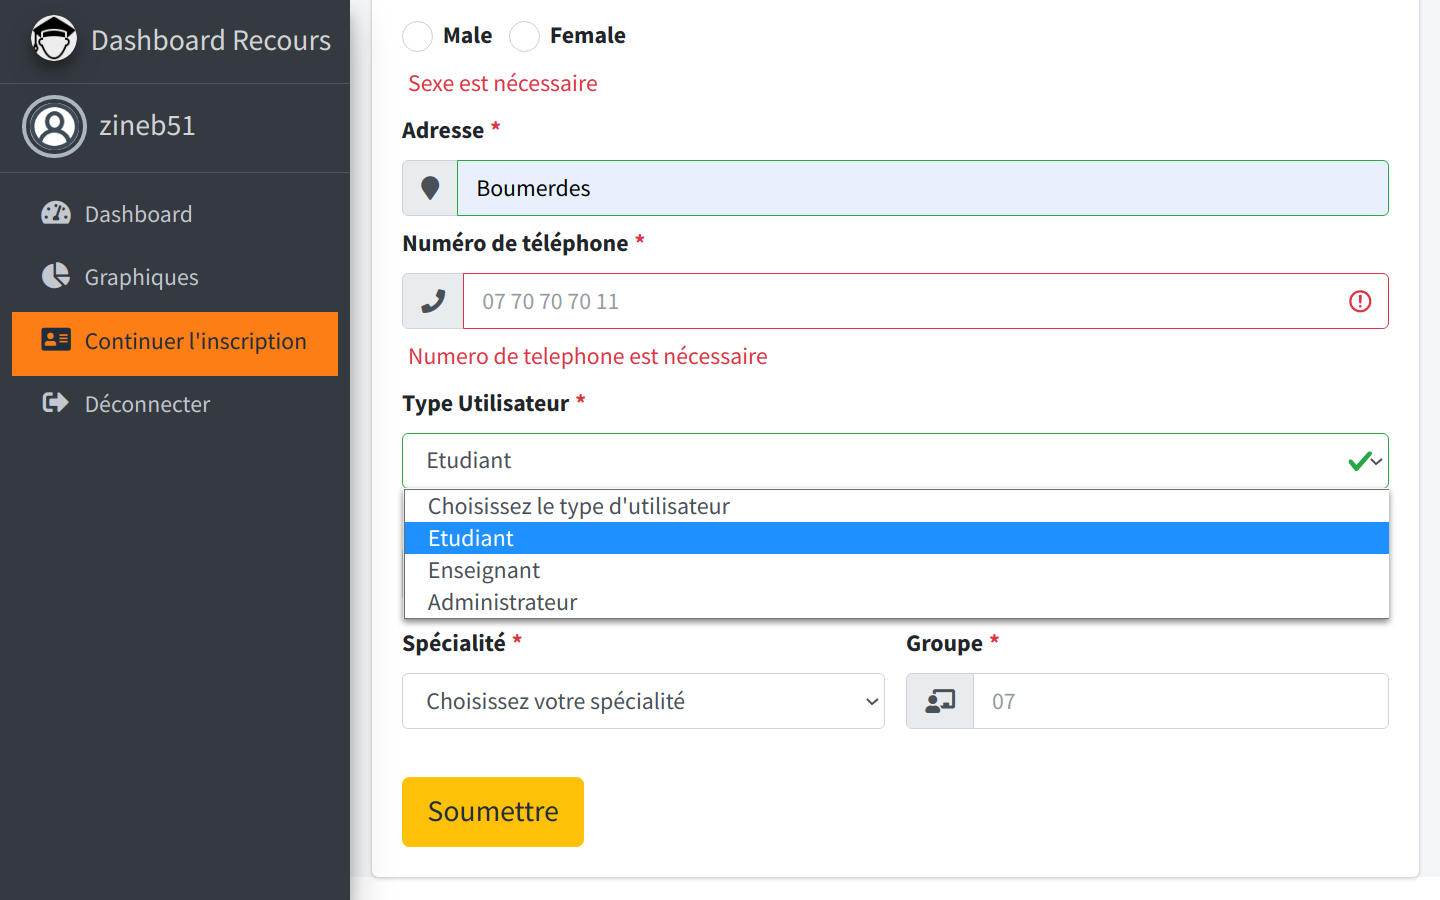 Dashboard Recours
zineb51
Dashboard
Graphiques
Continuer l'inscription
Déconnecter
Male Female
Sexe est nécessaire
Adresse *
Boumerdes
Numéro de téléphone *
07 70 70 70 11
Numero de telephone est nécessaire
Type Utilisateur *
Etudiant
Choisissez le type d'utilisateur
Etudiant
Enseignant
Administrateur
Spécialité * Groupe *
Choisissez votre spécialité 07
Soumettre